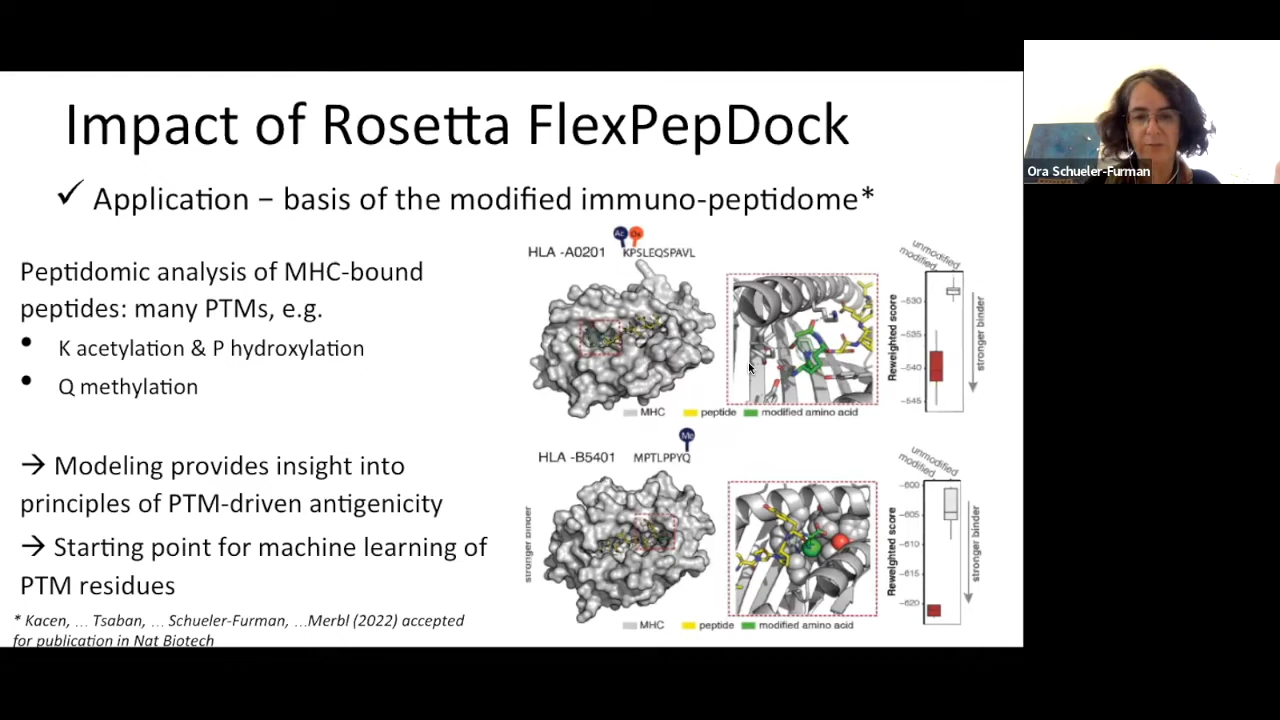 Impact of Rosetta FlexPepDock
✓ Application – basis of the modified immuno-peptidome*
Peptidomic analysis of MHC-bound
peptides: many PTMs, e.g.
• K acetylation & P hydroxylation
• Q methylation
→ Modeling provides insight into
principles of PTM-driven antigenicity
→ Starting point for machine learning of
PTM residues
* Kacen, … Tsaban, … Schueler-Furman, …Merbl (2022) accepted
for publication in Nat Biotech
Ac Ox
HLA -A0201 KPSLEQSPAVL
MHC peptide modified amino acid
unmodified
modified
Reweighted score
-530
-535
-540
-545
stronger binder
Me
HLA -B5401 MPTLPPYQ
stronger binder
MHC peptide modified amino acid
unmodified
modified
Reweighted score
-600
-605
-610
-615
-620
stronger binder
Ora Schueler-Furman